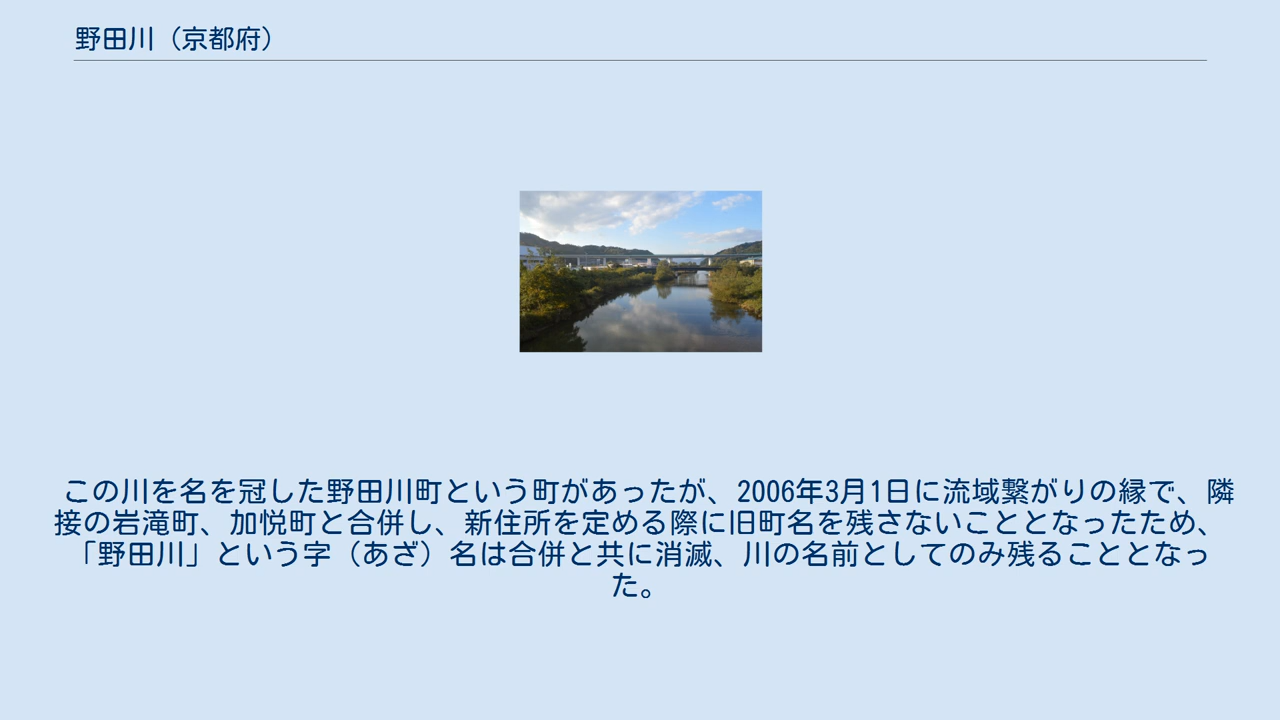 野田川（京都府）
この川を名を冠した野田川町という町があったが、2006年3月1日に流域繋がりの縁で、隣
接の岩滝町、加悦町と合併し、新住所を定める際に旧町名を残さないこととなったため、
「野田川」という字（あざ）名は合併と共に消滅、川の名前としてのみ残ることとなっ
た。